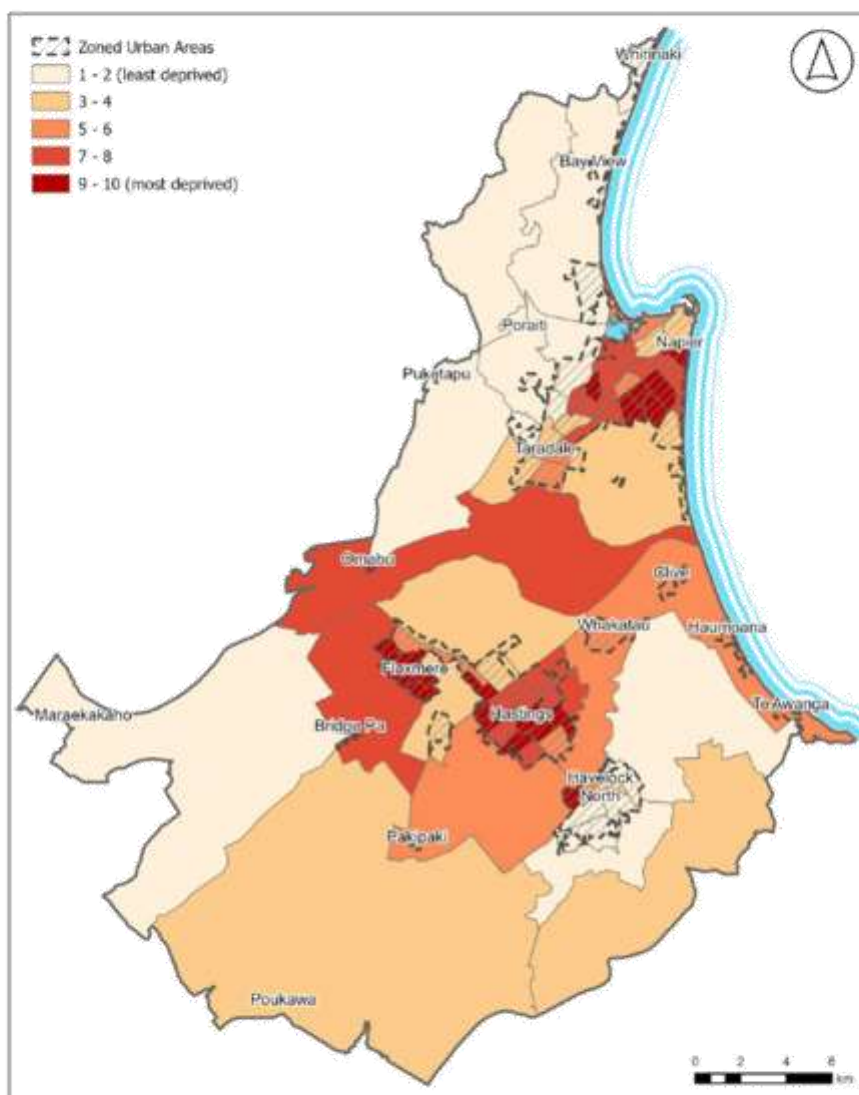 Zoned Urban Areas
1 - 2 (least deprived)
3 - 4
5 - 6
7 - 8
9 - 10 (most deprived)
Whirinaki
Bay View
Poraiti
Napier
Puketapu
Taradale
Omahu
Clive
Whakatau
Haumoana
Flaxmere
Te Awanga
Maraekakaho
Bridge Pa
Hastings
Havelock
North
Pakipaki
Poukawa
0 2 4 6
km